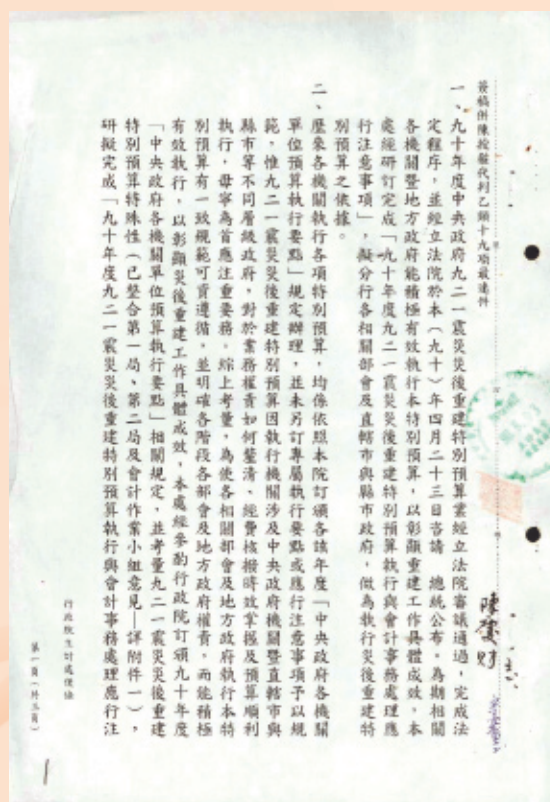 簽稿併陳檢擬代判乙類十九項最速件
一、九十年度中央政府九二一震災災後重建特別預算業經立法院審議通過,完成法
定程序,並經立法院於本(九十)年四月二十三日咨請 總統公布。為期相關
各機關暨地方政府能積極有效執行本特別預算,以彰顯重建工作具體成效,本
處經研訂完成「九十年度九二一震災災後重建特別預算執行與會計事務處理應
行注意事項」,擬分行各相關部會及直轄市與縣市政府,做為執行災後重建特
別預算之依據。
二、歷來各機關執行各項特別預算,均係依照本院訂頒各該年度「中央政府各機關
單位預算執行要點」規定辦理,並未另訂專屬執行要點或應行注意事項予以規
範,惟九二一震災災後重建特別預算因執行機關涉及中央政府機關暨直轄市與
縣市等不同層級政府,對於業務權責如何釐清、經費核撥時效掌握及預算順利
執行,毋寧為首應注重要務。綜上考量,為使各相關部會及地方政府執行本特
別預算有一致規範可資遵循,並明確各階段各部會及地方政府權責,而能積極
有效執行,以彰顯災後重建工作具體成效,本處經參酌行政院訂頒九十年度
「中央政府各機關單位預算執行要點」相關規定,並考量九二一震災災後重建
特別預算特殊性(已整合第一局、第二局及會計作業小組意見—詳附件一),
研擬完成「九十年度九二一震災災後重建特別預算執行與會計事務處理應行注
行政院主計處便箋
第一頁(共五頁)
1